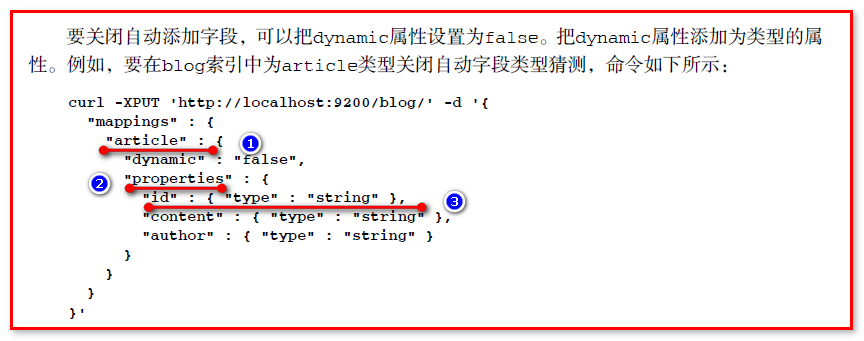 要关闭自动添加字段，可以把dynamic属性设置为false。把dynamic属性添加为类型的属
性。例如，要在blog索引中为article类型关闭自动字段类型猜测，命令如下所示：
curl -XPUT 'http://localhost:9200/blog/' -d '{
"mappings" : {
"article" : { 1
"dynamic" : "false",
2 "properties" : {
"id" : { "type" : "string" }, 3
"content" : { "type" : "string" },
"author" : { "type" : "string" }
}
}
}
}'